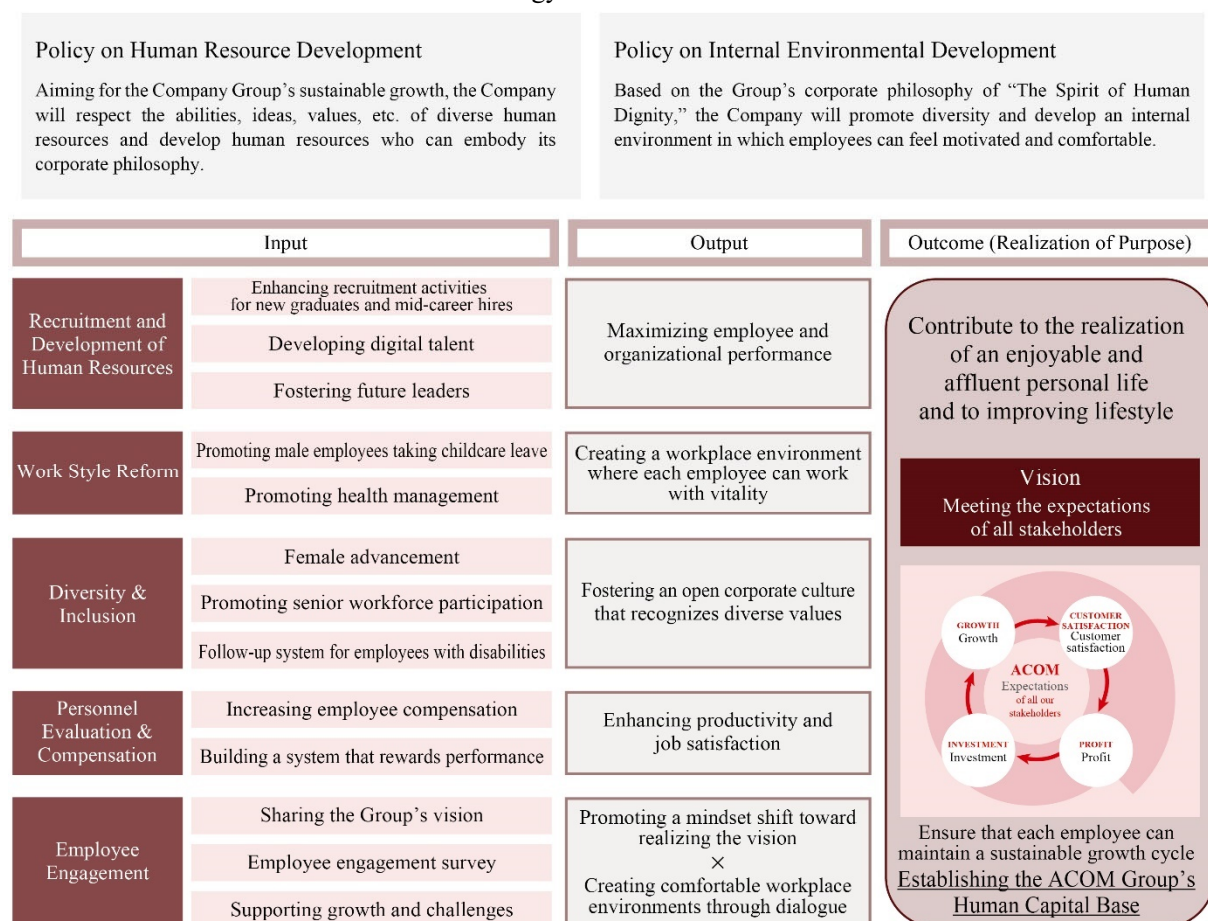 gy
Policy on Human Resource Development
Aiming for the Company Group's sustainable growth, the Company
will respect the abilities, ideas, values, etc. of diverse human
resources and develop human resources who can embody its
corporate philosophy.
Policy on Internal Environmental Development
Based on the Group's corporate philosophy of "The Spirit of Human
Dignity," the Company will promote diversity and develop an internal
environment in which employees can feel motivated and comfortable.
Input
Output
Outcome (Realization of Purpose)
Recruitment and
Development of
Human Resources
Enhancing recruitment activities
for new graduates and mid-career hires
Developing digital talent
Fostering future leaders
Maximizing employee and
organizational performance
Work Style Reform
Promoting male employees taking childcare leave
Promoting health management
Creating a workplace environment
where each employee can work
with vitality
Diversity &
Inclusion
Female advancement
Promoting senior workforce participation
Follow-up system for employees with disabilities
Fostering an open corporate culture
that recognizes diverse values
Personnel
Evaluation &
Compensation
Increasing employee compensation
Building a system that rewards performance
Enhancing productivity and
job satisfaction
Employee
Engagement
Sharing the Group's vision
Employee engagement survey
Supporting growth and challenges
Promoting a mindset shift toward
realizing the vision
×
Creating comfortable workplace
environments through dialogue
Contribute to the realization
of an enjoyable and
affluent personal life
and to improving lifestyle
Vision
Meeting the expectations
of all stakeholders
GROWTH
Growth
CUSTOMER
SATISFACTION
Customer
satisfaction
ACOM
Expectations
of all our
stakeholders
INVESTMENT
Investment
PROFIT
Profit
Ensure that each employee can
maintain a sustainable growth cycle
Establishing the ACOM Group's
Human Capital Base